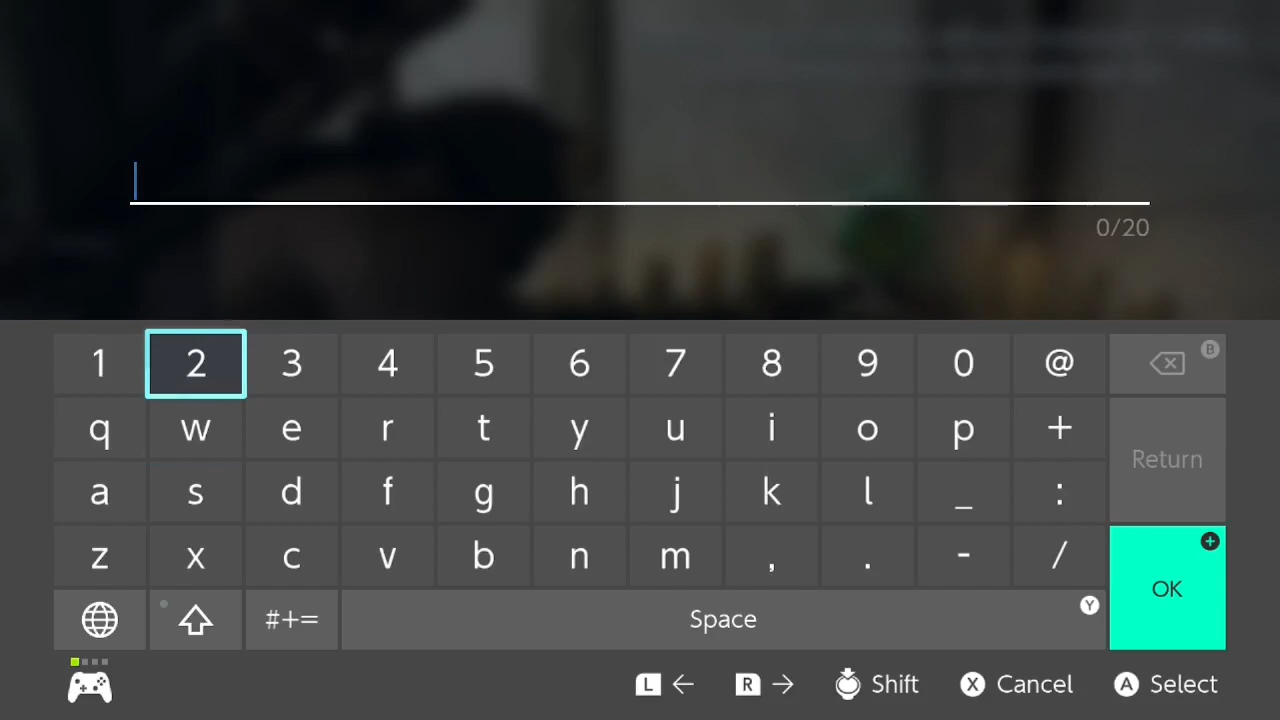 0/20
1 2 3 4 5 6 7 8 9 0 @ B
q w e r t y u i o p + Return
a s d f g h j k l _ :
z x c v b n m , . - / + OK
#+= Space Y
L ← R → Shift X Cancel A Select